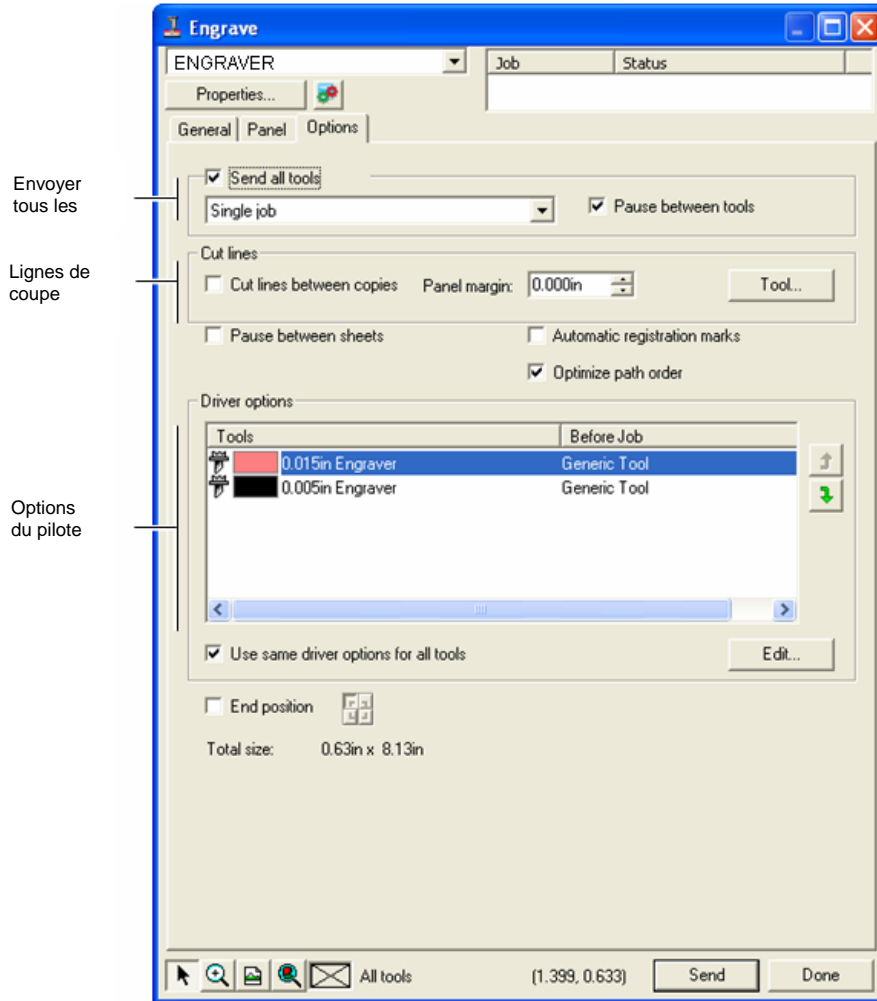 Engrave
ENGRAVER
Job Status
Properties...
General Panel Options
Envoyer
tous les
Send all tools
Single job
Pause between tools
Lignes de
coupe
Cut lines
Cut lines between copies Panel margin: 0.000in Tool...
Pause between sheets Automatic registration marks
Optimize path order
Options
du pilote
Driver options
Tools Before Job
0.015in Engraver Generic Tool
0.005in Engraver Generic Tool
Use same driver options for all tools Edit...
End position
Total size: 0.63in x 8.13in
All tools (1.399, 0.633) Send Done